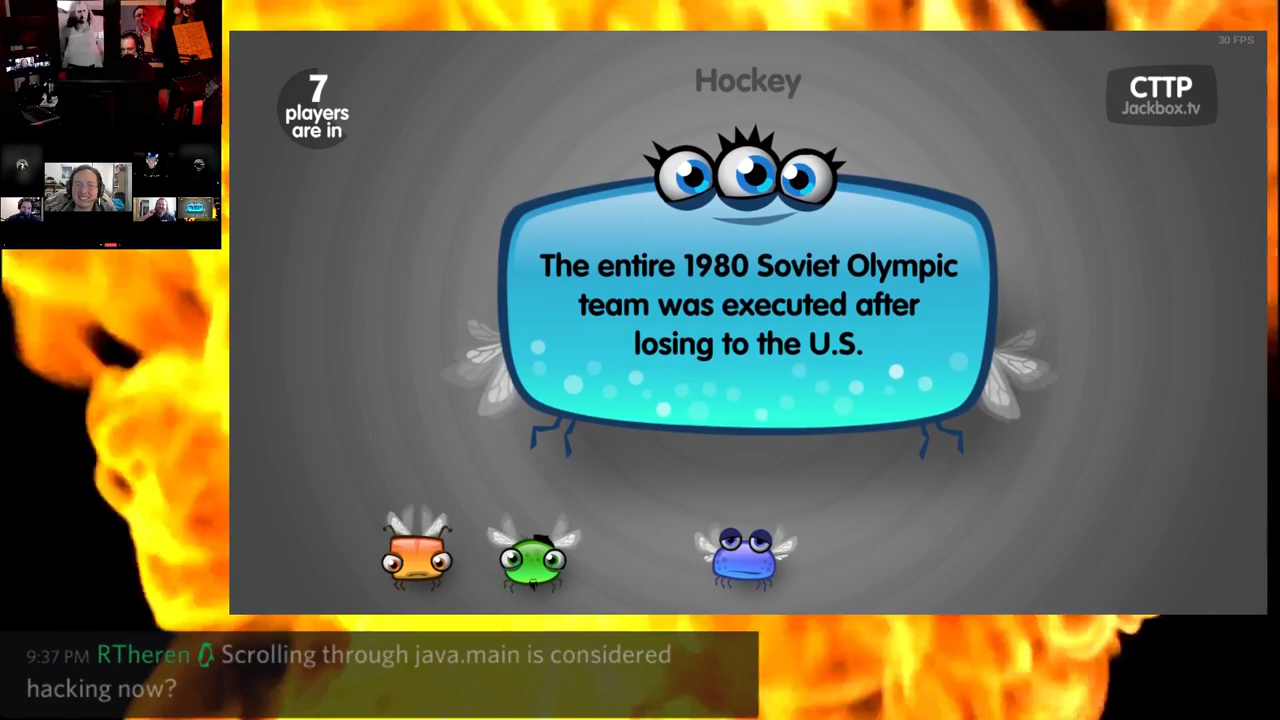 30 FPS
7
players
are in
Hockey
CTTP
Jackbox.tv
The entire 1980 Soviet Olympic
team was executed after
losing to the U.S.
9:37 PM RTheren Scrolling through java.main is considered
hacking now?